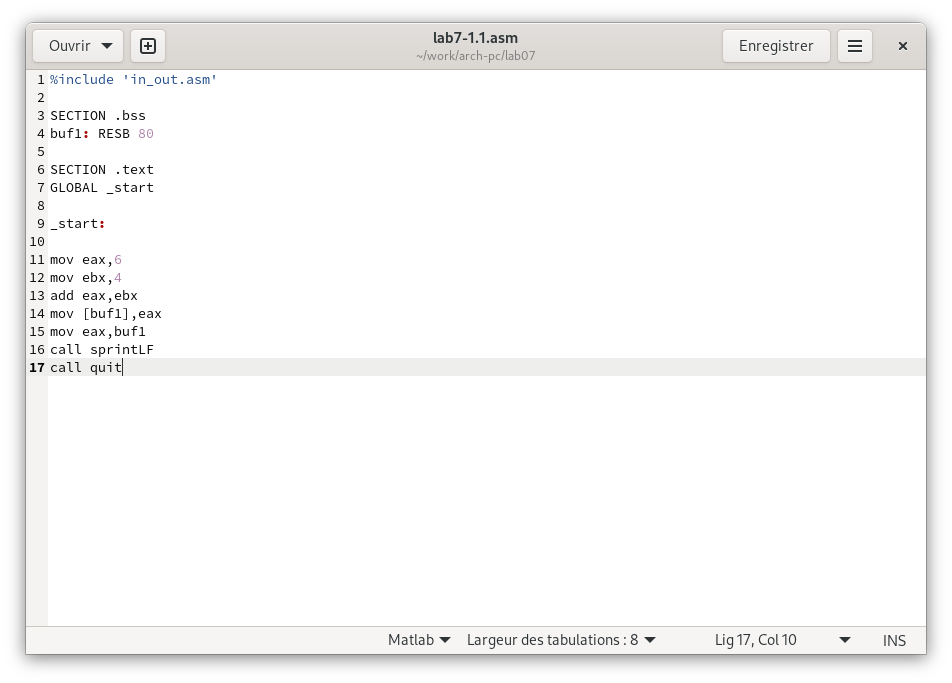 Ouvrir
lab7-1.1.asm
~/work/arch-pc/lab07
Enregistrer
1 %include 'in_out.asm'
2
3 SECTION .bss
4 buf1: RESB 80
5
6 SECTION .text
7 GLOBAL _start
8
9 _start:
10
11 mov eax,6
12 mov ebx,4
13 add eax,ebx
14 mov [buf1],eax
15 mov eax,buf1
16 call sprintLF
17 call quit
Matlab Largeur des tabulations : 8 Lig 17, Col 10 INS